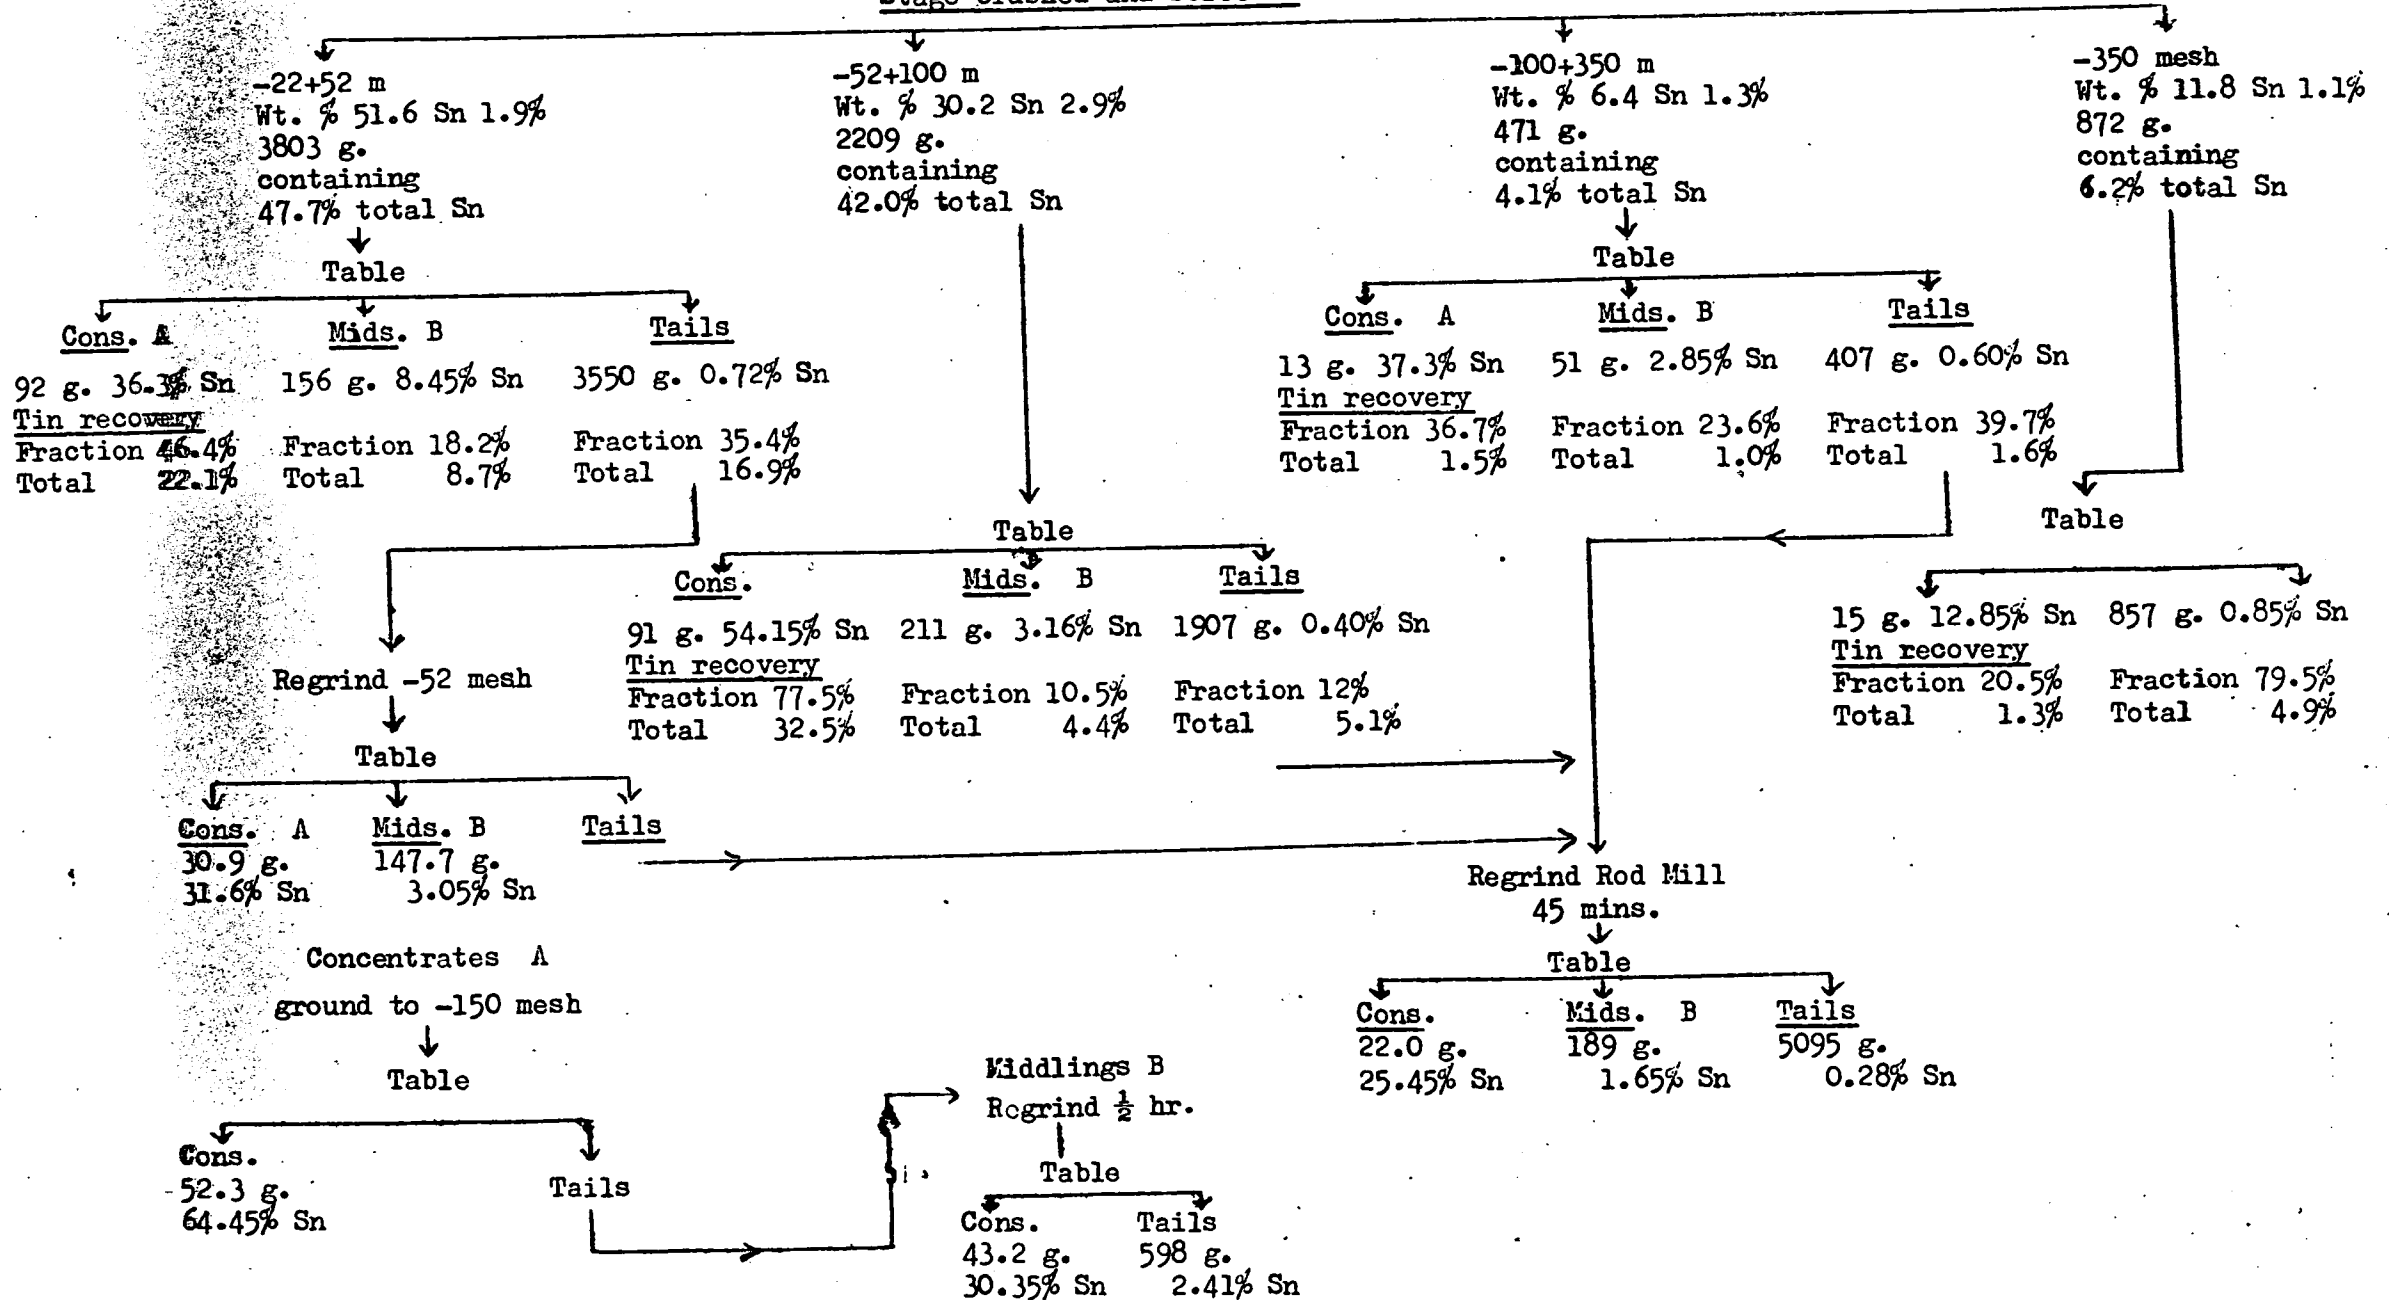 -22+52 m
Wt. % 51.6 Sn 1.9%
3803 g.
containing
47.7% total Sn
Table
Cons. A
92 g. 36.3% Sn
Tin recovery
Fraction 46.4%
Total 22.1%
Mids. B
156 g. 8.45% Sn
Fraction 18.2%
Total 8.7%
Tails
3550 g. 0.72% Sn
Fraction 35.4%
Total 16.9%
Regrind -52 mesh
Table
Cons. A
30.9 g.
31.6% Sn
Mids. B
147.7 g.
3.05% Sn
Tails
Concentrates A
ground to -150 mesh
Table
Cons.
52.3 g.
64.45% Sn
Tails
Middlings B
Regrind ½ hr.
Table
Cons.
43.2 g.
30.35% Sn
Tails
598 g.
2.41% Sn
-52+100 m
Wt. % 30.2 Sn 2.9%
2209 g.
containing
42.0% total Sn
Table
Cons.
91 g. 54.15% Sn
Tin recovery
Fraction 77.5%
Total 32.5%
Mids. B
211 g. 3.16% Sn
Fraction 10.5%
Total 4.4%
Tails
1907 g. 0.40% Sn
Fraction 12%
Total 5.1%
-100+350 m
Wt. % 6.4 Sn 1.3%
471 g.
containing
4.1% total Sn
Table
Cons. A
13 g. 37.3% Sn
Tin recovery
Fraction 36.7%
Total 1.5%
Mids. B
51 g. 2.85% Sn
Fraction 23.6%
Total 1.0%
Tails
407 g. 0.60% Sn
Fraction 39.7%
Total 1.6%
Regrind Rod Mill
45 mins.
Table
Cons.
22.0 g.
25.45% Sn
Mids. B
189 g.
1.65% Sn
Tails
5095 g.
0.28% Sn
-350 mesh
Wt. % 11.8 Sn 1.1%
872 g.
containing
6.2% total Sn
Table
15 g. 12.85% Sn
Tin recovery
Fraction 20.5%
Total 1.3%
857 g. 0.85% Sn
Fraction 79.5%
Total 4.9%